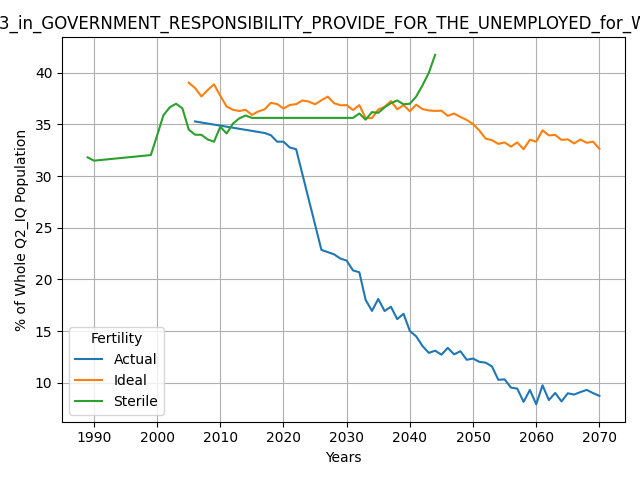 3_in_GOVERNMENT_RESPONSIBILITY_PROVIDE_FOR_THE_UNEMPLOYED_for_
% of Whole Q2_IQ Population
40
35
30
25
20
15
10
Fertility
Actual
Ideal
Sterile
1990 2000 2010 2020 2030 2040 2050 2060 2070
Years